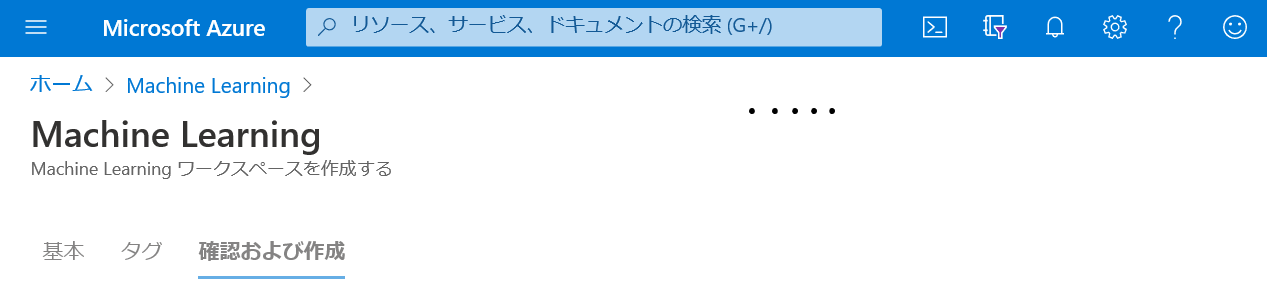 Microsoft Azure
リソース、サービス、ドキュメントの検索 (G+/)
ホーム > Machine Learning >
Machine Learning
Machine Learning ワークスペースを作成する
基本 タグ 確認および作成